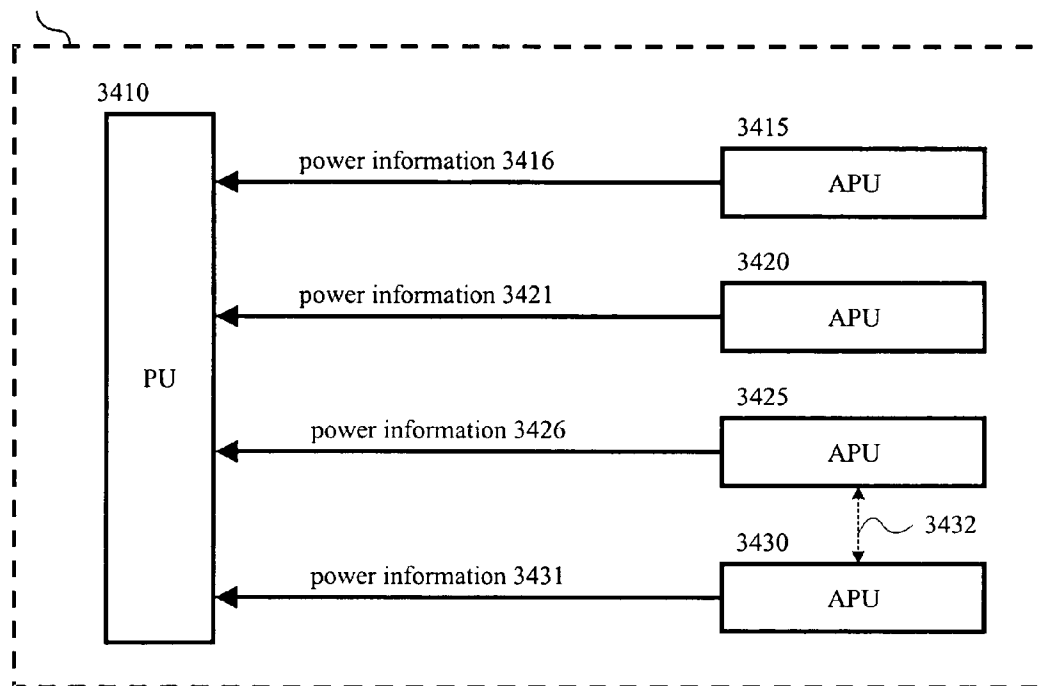 3410
3415
power information 3416
APU
3420
power information 3421
APU
PU
3425
power information 3426
APU
3432
3430
power information 3431
APU